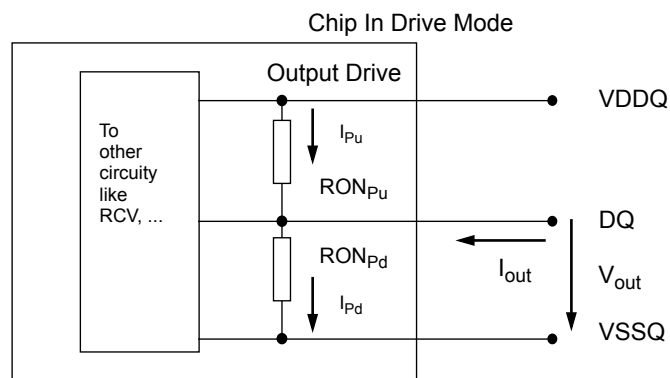 Chip In Drive Mode
Output Drive
To
other
circuity
like
RCV, ...
IPu
RONPu
RONPd
IPd
VDDQ
DQ
Iout
Vout
VSSQ